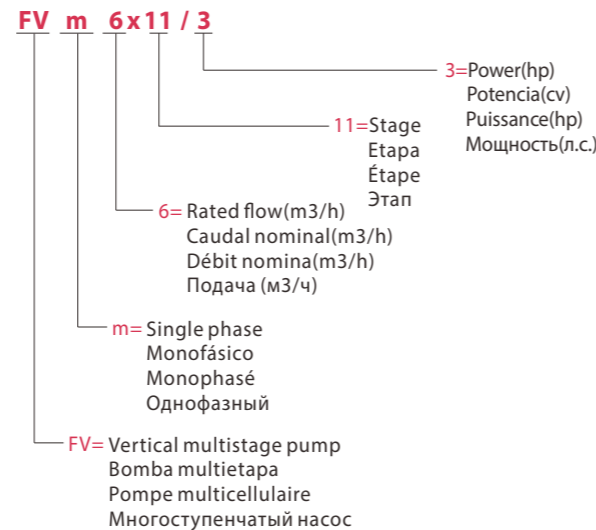 FV m 6x11 / 3
3=Power(hp)
Potencia(cv)
Puissance(hp)
Мощность(л.с.)
11=Stage
Etapa
Étape
Этап
6= Rated flow(m3/h)
Caudal nominal(m3/h)
Débit nomina(m3/h)
Подача (м3/ч)
m= Single phase
Monofásico
Monophasé
Однофазный
FV= Vertical multistage pump
Bomba multietapa
Pompe multicellulaire
Многоступенчатый насос